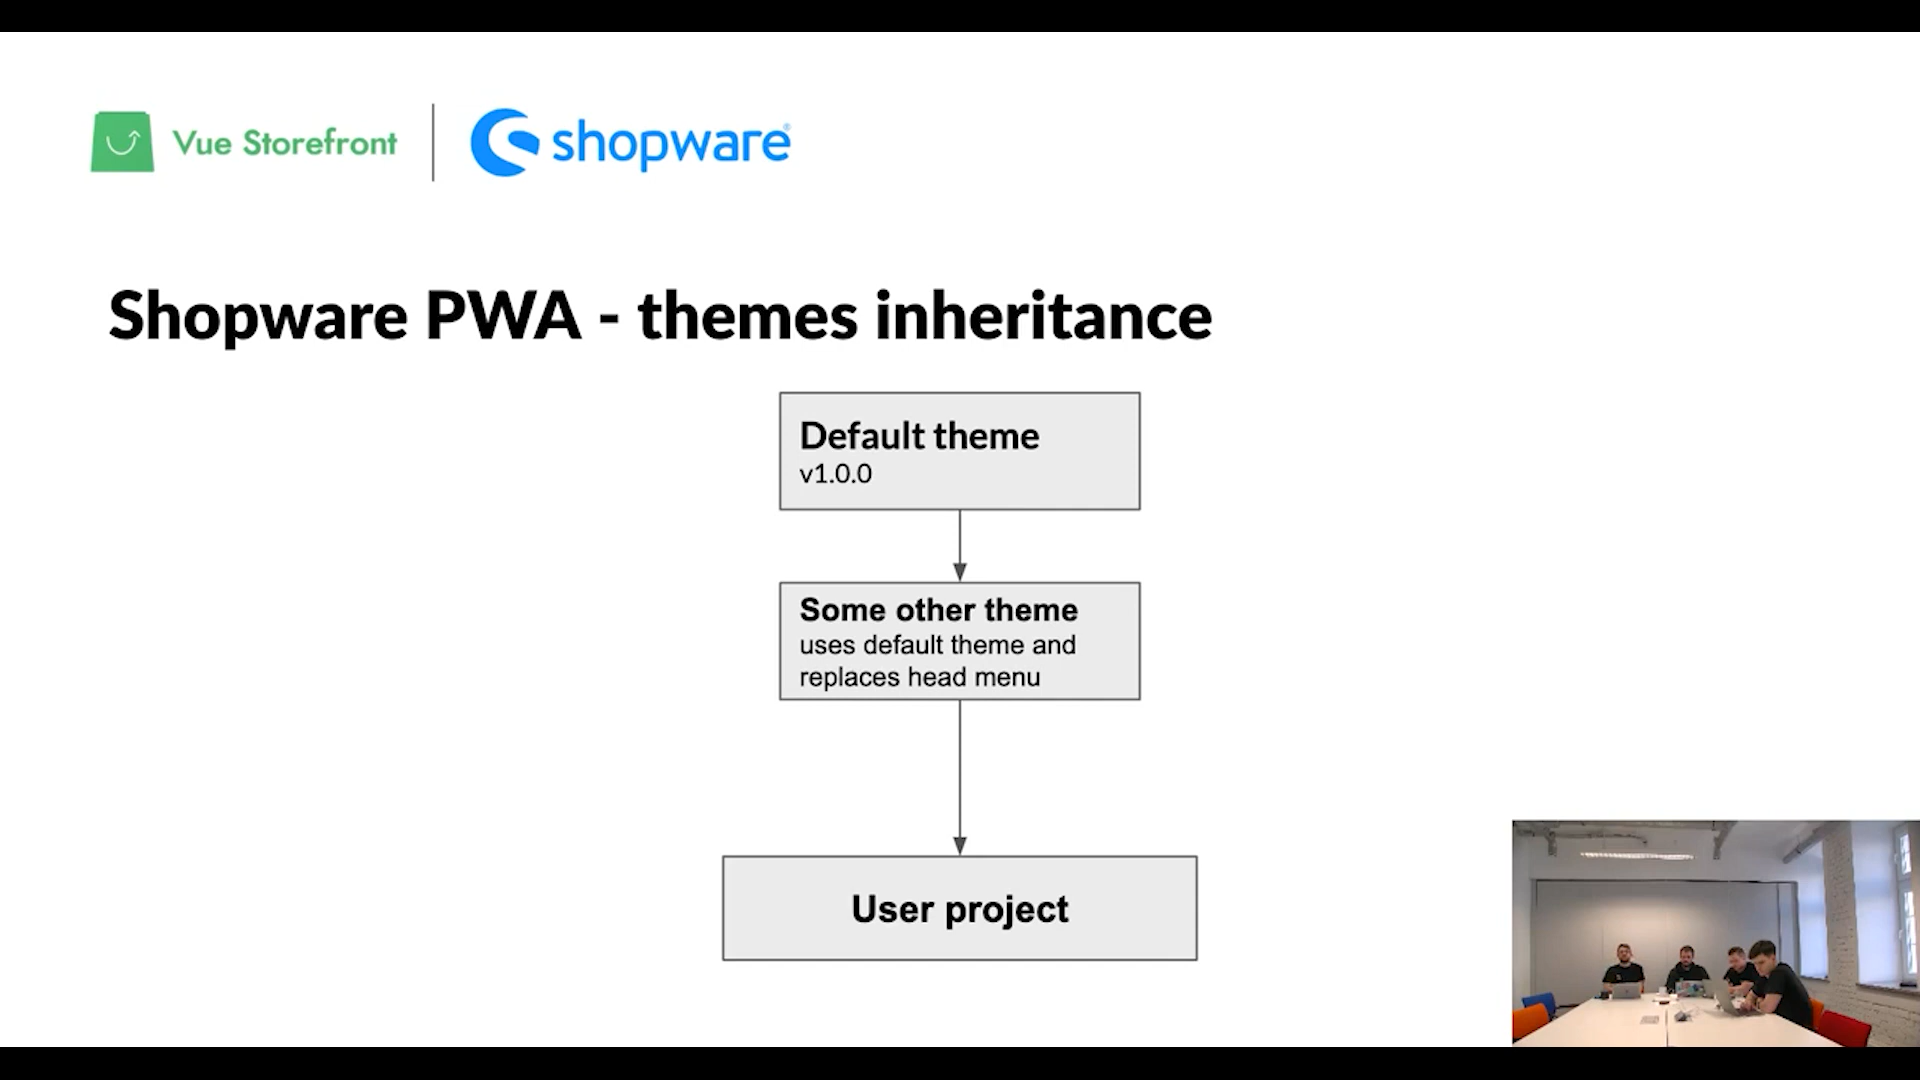 Vue Storefront
shopware®
Shopware PWA - themes inheritance
Default theme
v1.0.0
Some other theme
uses default theme and
replaces head menu
User project